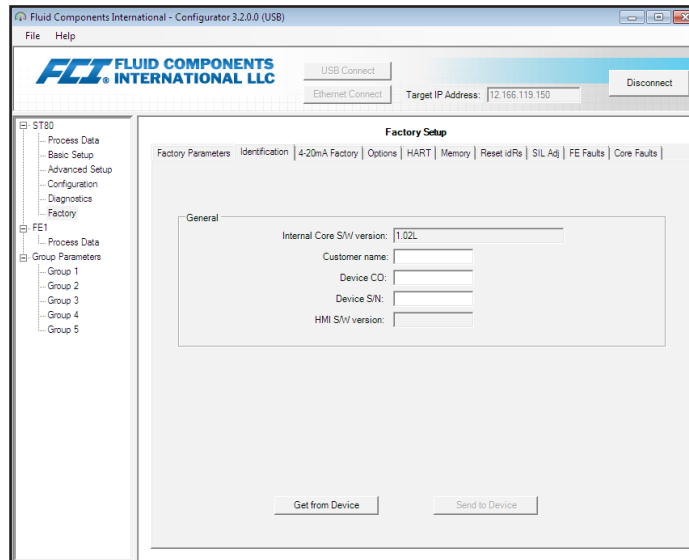 Fluid Components International - Configurator 3.2.0.0 (USB)
File Help
FCI. FLUID COMPONENTS
INTERNATIONAL LLC
USB Connect
Ethernet Connect
Target IP Address: 12.166.119.150
Disconnect
ST80
Process Data
Basic Setup
Advanced Setup
Configuration
Diagnostics
Factory
FE1
Process Data
Group Parameters
Group 1
Group 2
Group 3
Group 4
Group 5
Factory Setup
Factory Parameters Identification 4-20mA Factory Options HART Memory Reset idRs SIL Adj FE Faults Core Faults
General
Internal Core S/W version: 1.02L
Customer name:
Device CO:
Device S/N:
HMI S/W version:
Get from Device Send to Device